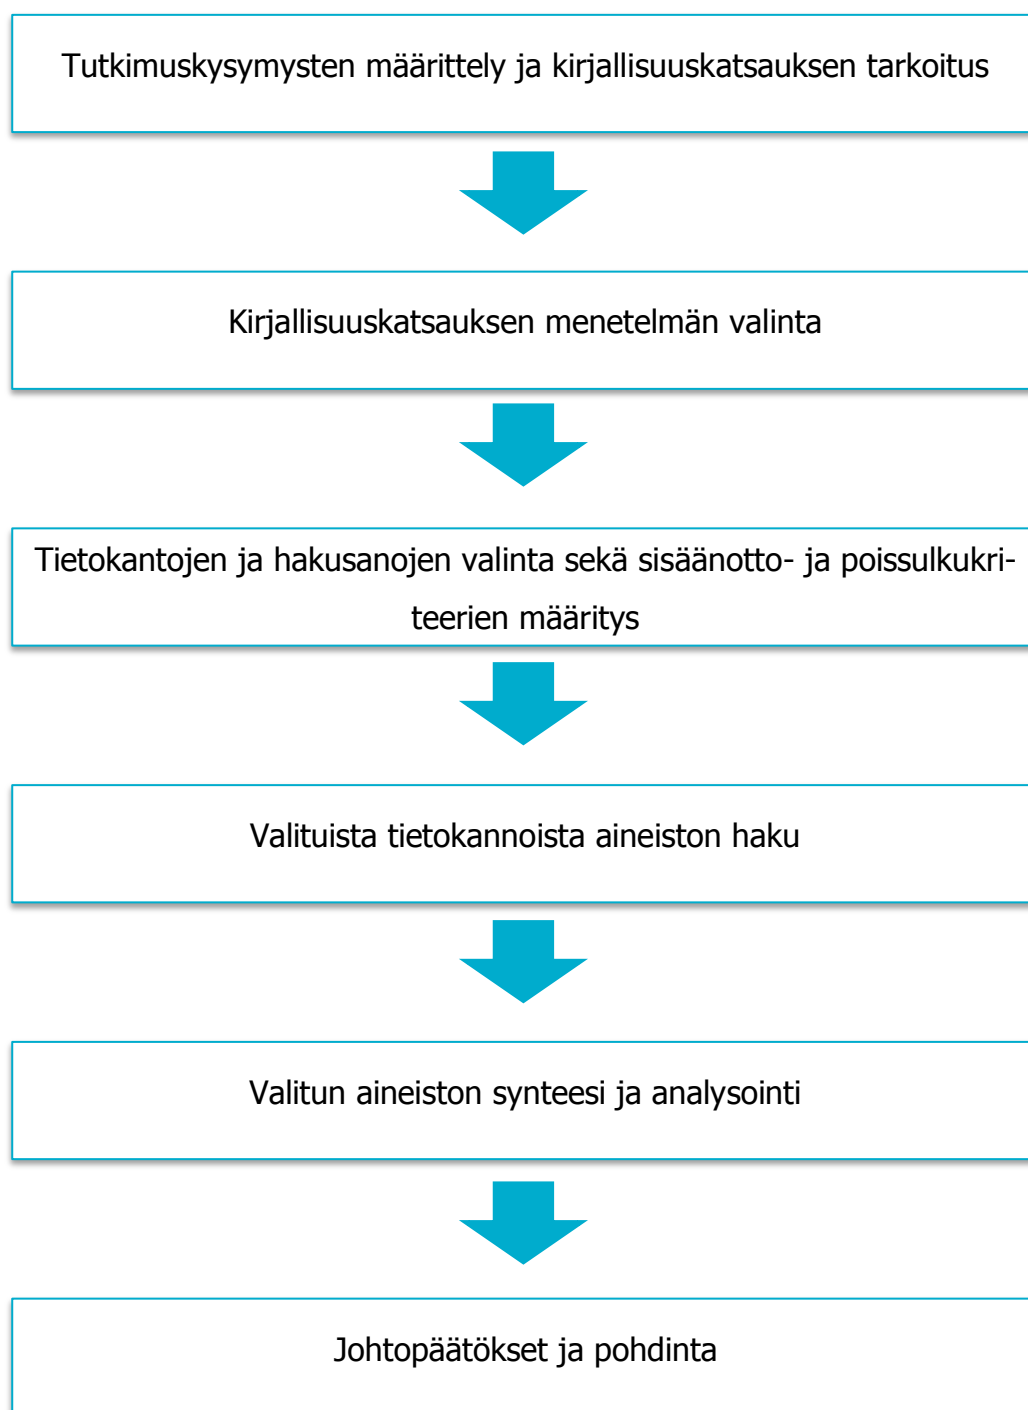 Tutkimuskysymysten määrittely ja kirjallisuuskatsauksen tarkoitus
Kirjallisuuskatsauksen menetelmän valinta
Tietokantojen ja hakusanojen valinta sekä sisäänotto- ja poissulkukri-
teerien määritys
Valituista tietokannoista aineiston haku
Valitun aineiston synteesi ja analysointi
Johtopäätökset ja pohdinta